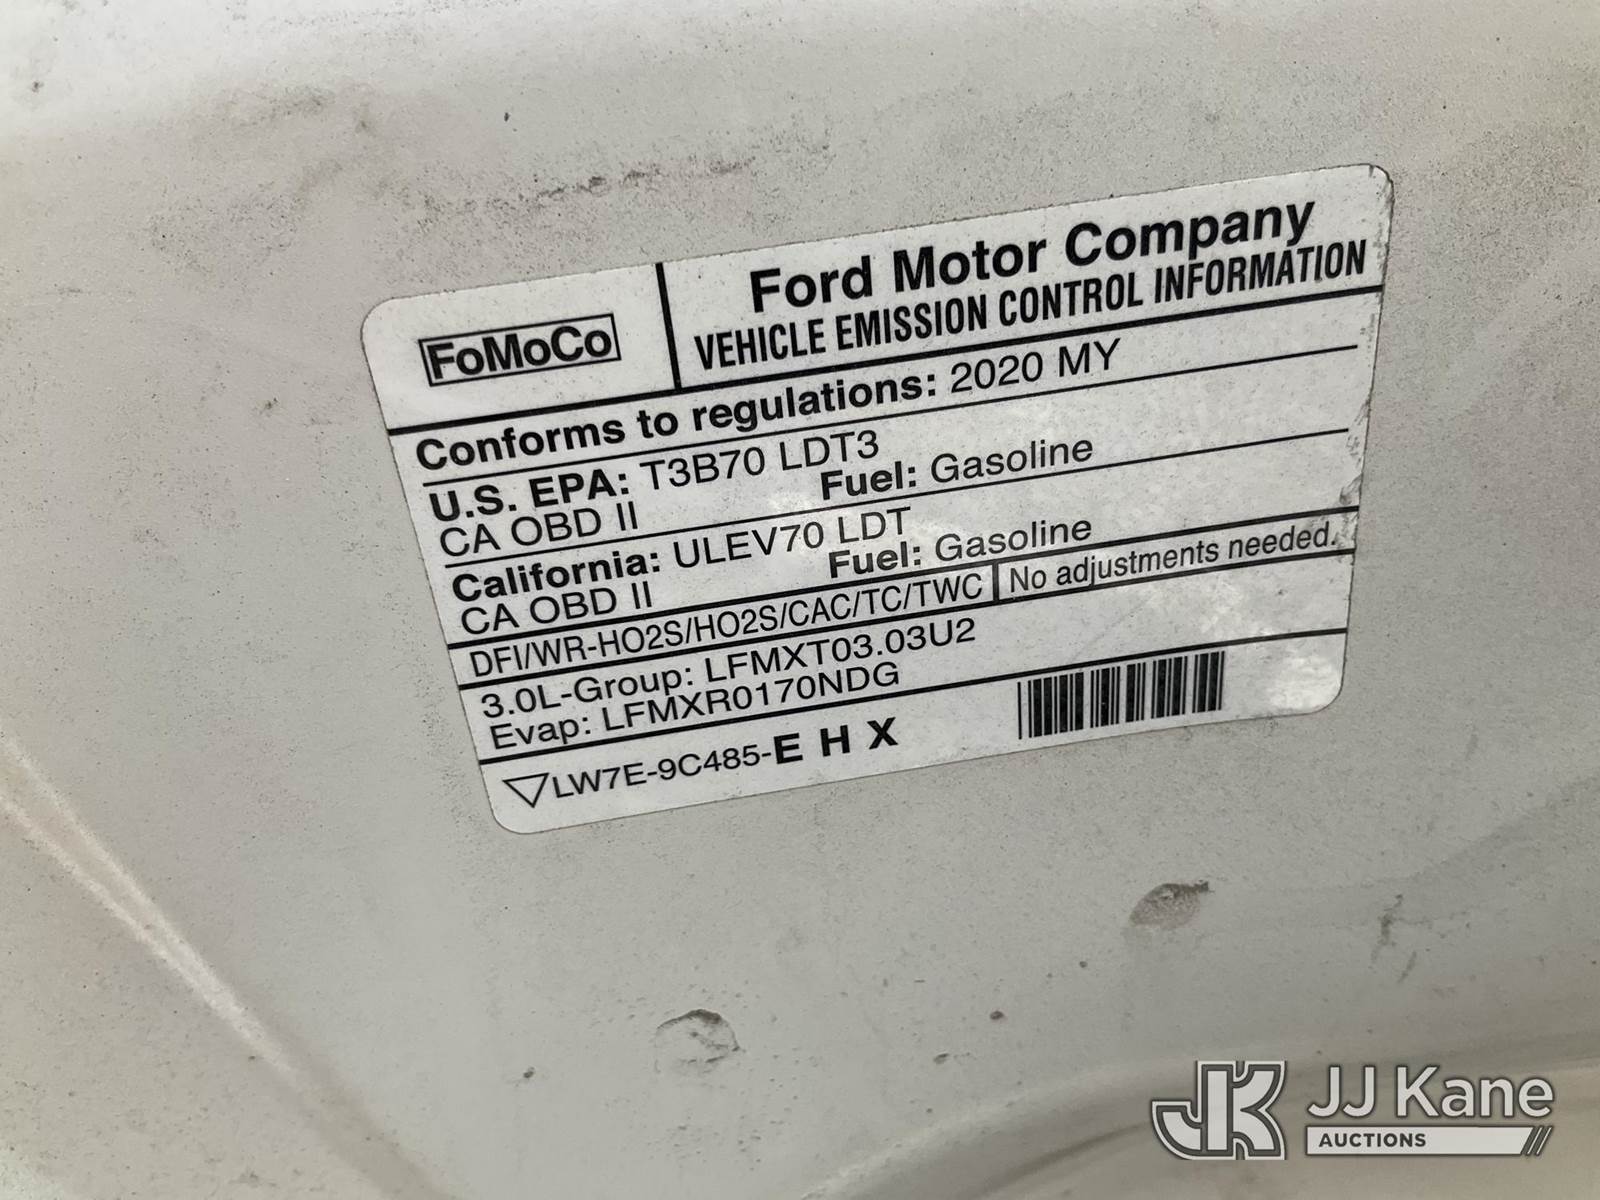 FoMoCo
Ford Motor Company
VEHICLE EMISSION CONTROL INFORMATION
Conforms to regulations: 2020 MY
U.S. EPA: T3B70 LDT3
CA OBD II Fuel: Gasoline
California: ULEV70 LDT
CA OBD II Fuel: Gasoline
DFI/WR-HO2S/HO2S/CAC/TC/TWC No adjustments needed.
3.0L-Group: LFMXT03.03U2
Evap: LFMXR0170NDG
LW7E-9C485-E H X
JK JJ Kane
AUCTIONS